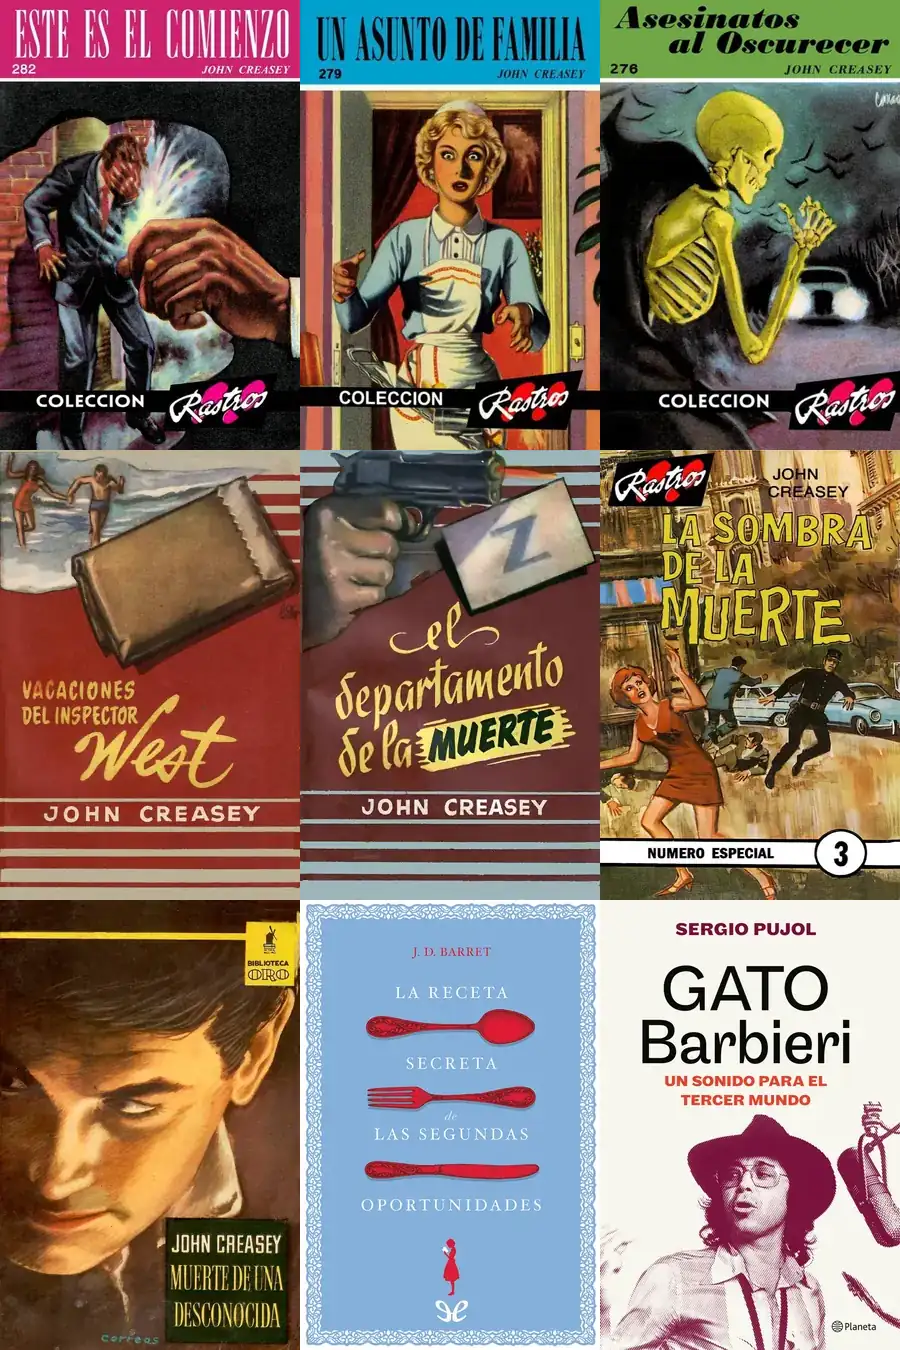 ESTE ES EL COMIENZO
282
JOHN CREASEY
COLECCION
Rastros
UN ASUNTO DE FAMILIA
279
JOHN CREASEY
COLECCION
Rastros
Asesinatos
al Oscurecer
276
JOHN CREASEY
COLECCION
Rastros
VACACIONES
DEL INSPECTOR
West
JOHN CREASEY
Z
el
departamento
de la MUERTE
JOHN CREASEY
Rastros
JOHN
CREASEY
LA SOMBRA
DE LA
MUERTE
NUMERO ESPECIAL
3
BIBLIOTECA
ORO
JOHN CREASEY
MUERTE DE UNA
DESCONOCIDA
correas
J. D. BARRET
LA RECETA
SECRETA
de
LAS SEGUNDAS
OPORTUNIDADES
SERGIO PUJOL
GATO
Barbieri
UN SONIDO PARA EL
TERCER MUNDO
Planeta